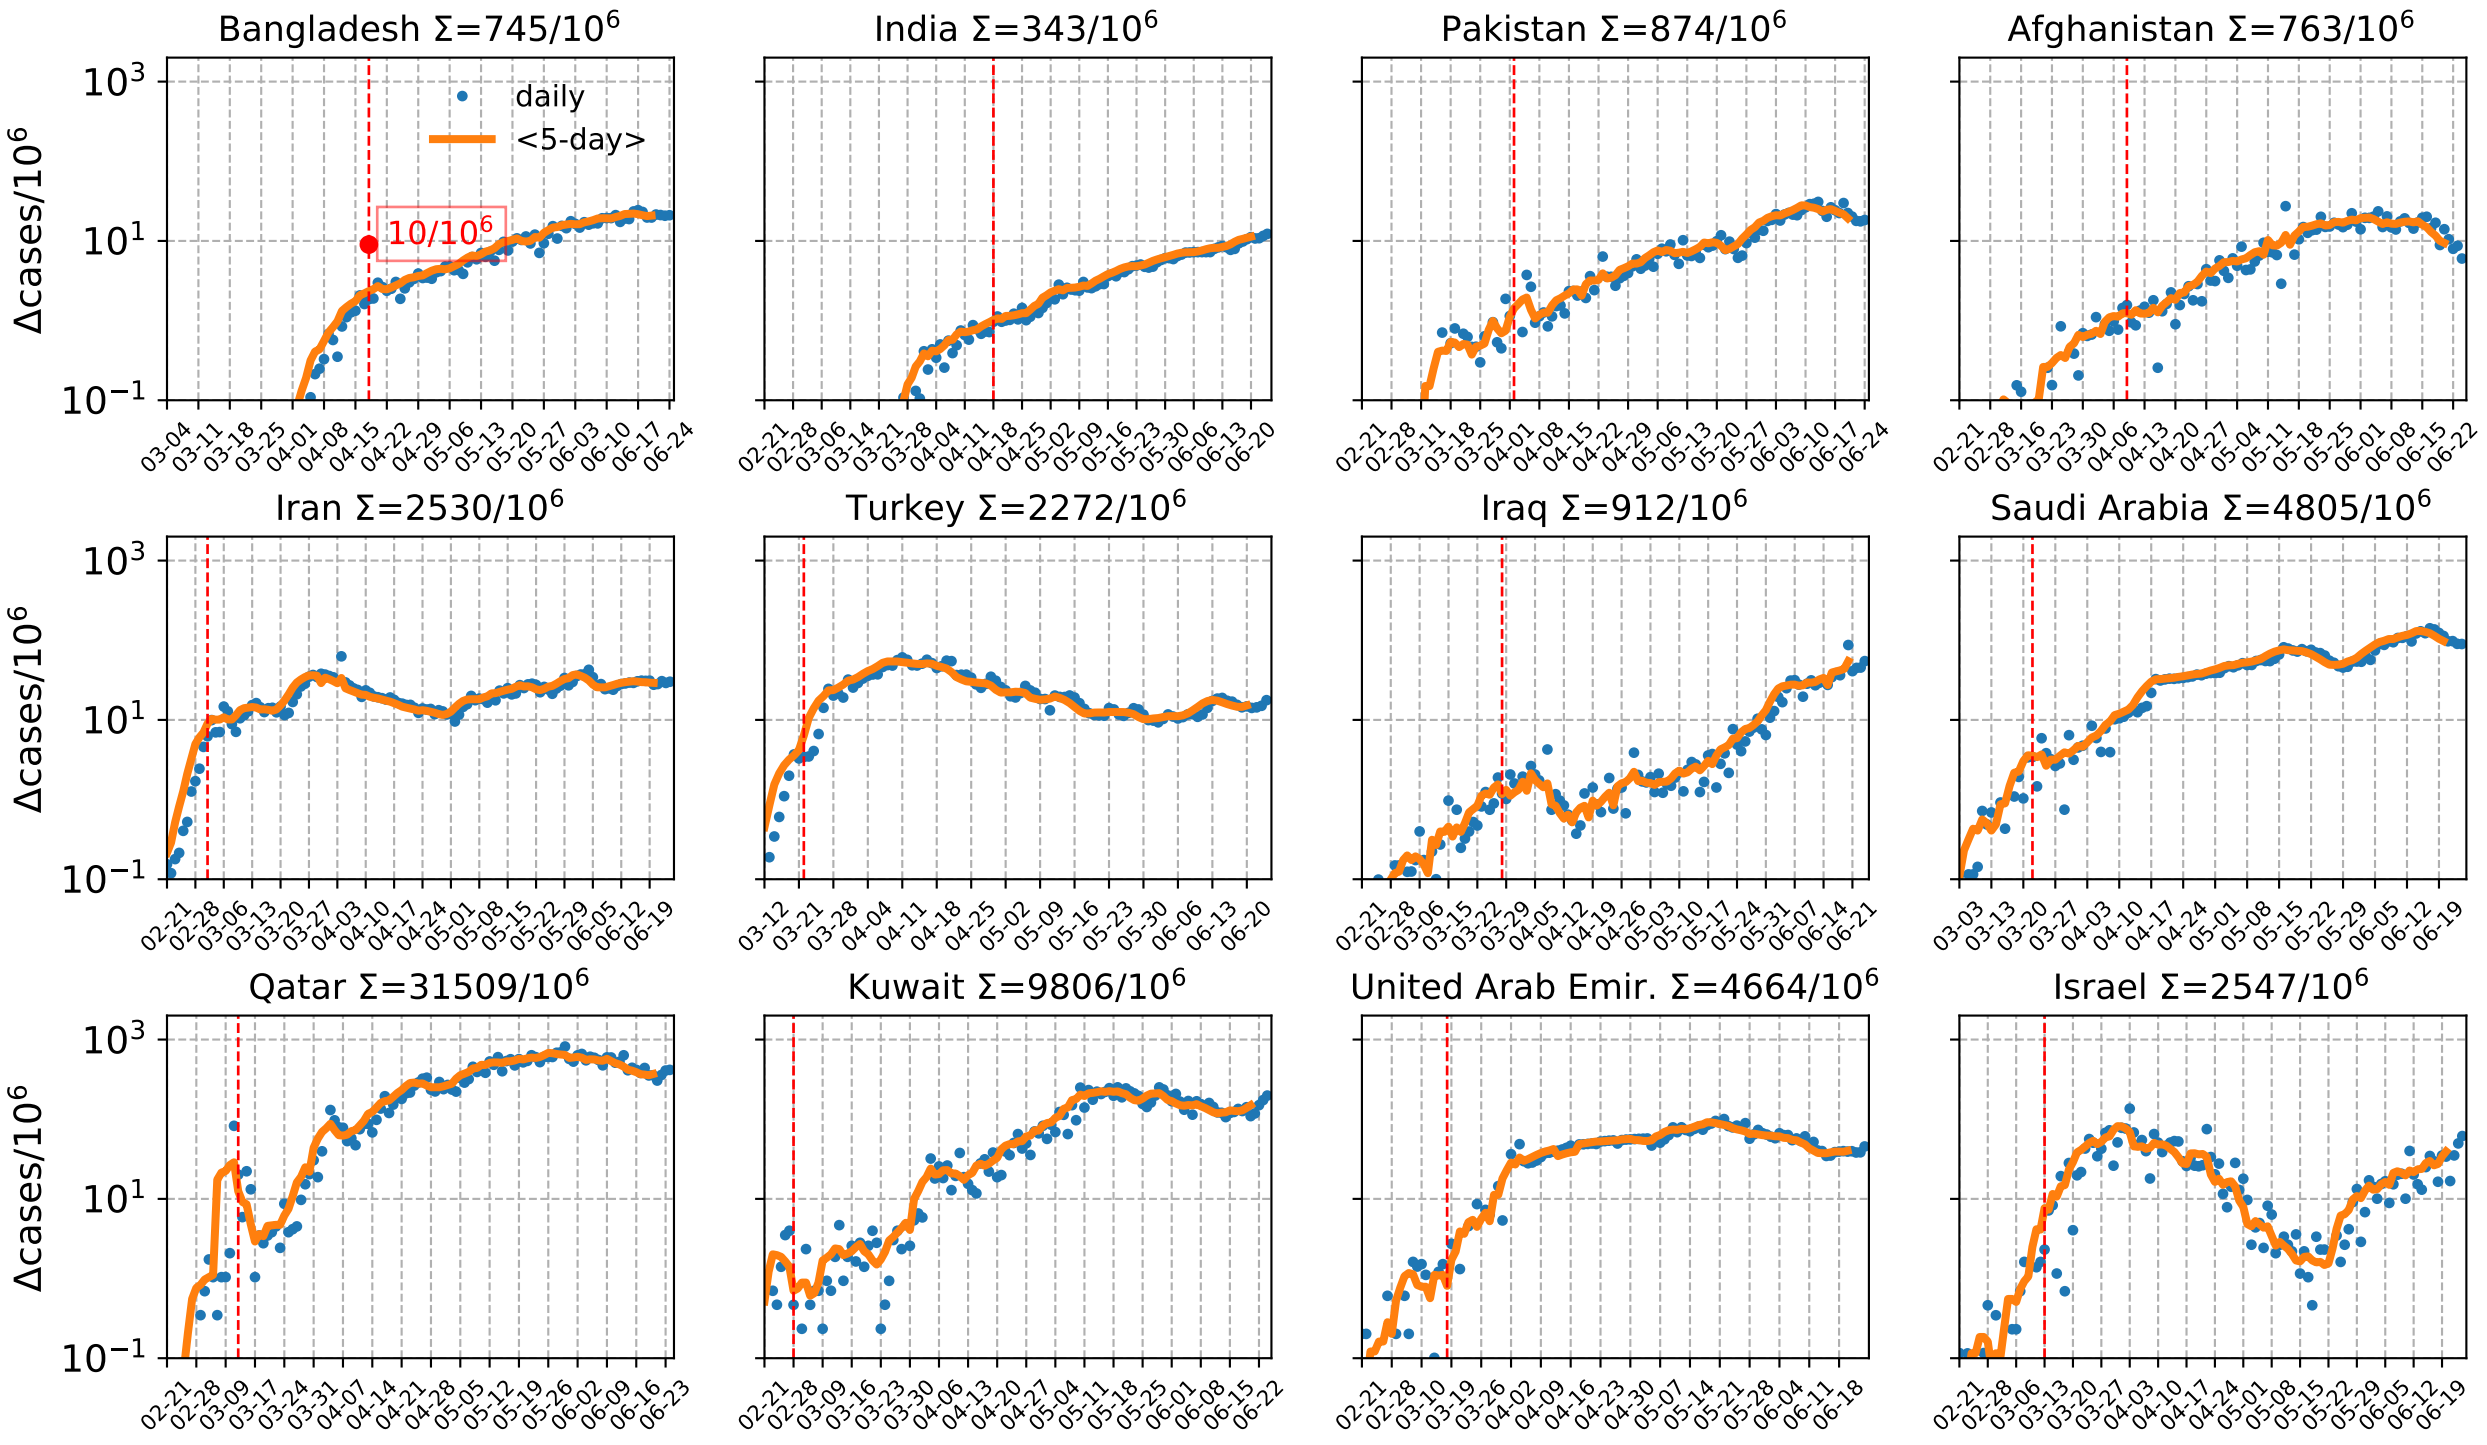 Bangladesh Σ=745/10⁶
India Σ=343/10⁶
Pakistan Σ=874/10⁶
Afghanistan Σ=763/10⁶
Δcases/10⁶
10³
10¹
10⁻¹
daily
<5-day>
10/10⁶
03-04 03-11 03-18 03-25 04-01 04-08 04-15 04-22 04-29 05-06 05-13 05-20 05-27 06-03 06-10 06-17 06-24
02-21 02-28 03-06 03-14 03-21 03-28 04-04 04-11 04-18 04-25 05-02 05-09 05-16 05-23 05-30 06-06 06-13 06-20
02-21 02-28 03-11 03-18 03-25 04-01 04-08 04-15 04-22 04-29 05-06 05-13 05-20 05-27 06-03 06-10 06-17 06-24
02-21 02-28 03-16 03-23 03-30 04-06 04-13 04-20 04-27 05-04 05-11 05-18 05-25 06-01 06-08 06-15 06-22
Iran Σ=2530/10⁶
Turkey Σ=2272/10⁶
Iraq Σ=912/10⁶
Saudi Arabia Σ=4805/10⁶
Δcases/10⁶
10³
10¹
10⁻¹
02-21 02-28 03-06 03-13 03-20 03-27 04-03 04-10 04-17 04-24 05-01 05-08 05-15 05-22 05-29 06-05 06-12 06-19
03-12 03-21 03-28 04-04 04-11 04-18 04-25 05-02 05-09 05-16 05-23 05-30 06-06 06-13 06-20
02-21 02-28 03-06 03-15 03-22 03-29 04-05 04-12 04-19 04-26 05-03 05-10 05-17 05-24 05-31 06-07 06-14 06-21
03-03 03-13 03-20 03-27 04-03 04-10 04-17 04-24 05-01 05-08 05-15 05-22 05-29 06-05 06-12 06-19
Qatar Σ=31509/10⁶
Kuwait Σ=9806/10⁶
United Arab Emir. Σ=4664/10⁶
Israel Σ=2547/10⁶
Δcases/10⁶
10³
10¹
10⁻¹
02-21 02-28 03-09 03-17 03-24 03-31 04-07 04-14 04-21 04-28 05-05 05-12 05-19 05-26 06-02 06-09 06-16 06-23
02-21 02-28 03-09 03-16 03-23 03-30 04-06 04-13 04-20 04-27 05-04 05-11 05-18 05-25 06-01 06-08 06-15 06-22
02-21 02-28 03-10 03-19 03-26 04-02 04-09 04-16 04-23 04-30 05-07 05-14 05-21 05-28 06-04 06-11 06-18
02-21 02-28 03-06 03-13 03-20 03-27 04-03 04-10 04-17 04-24 05-01 05-08 05-15 05-22 05-29 06-05 06-12 06-19